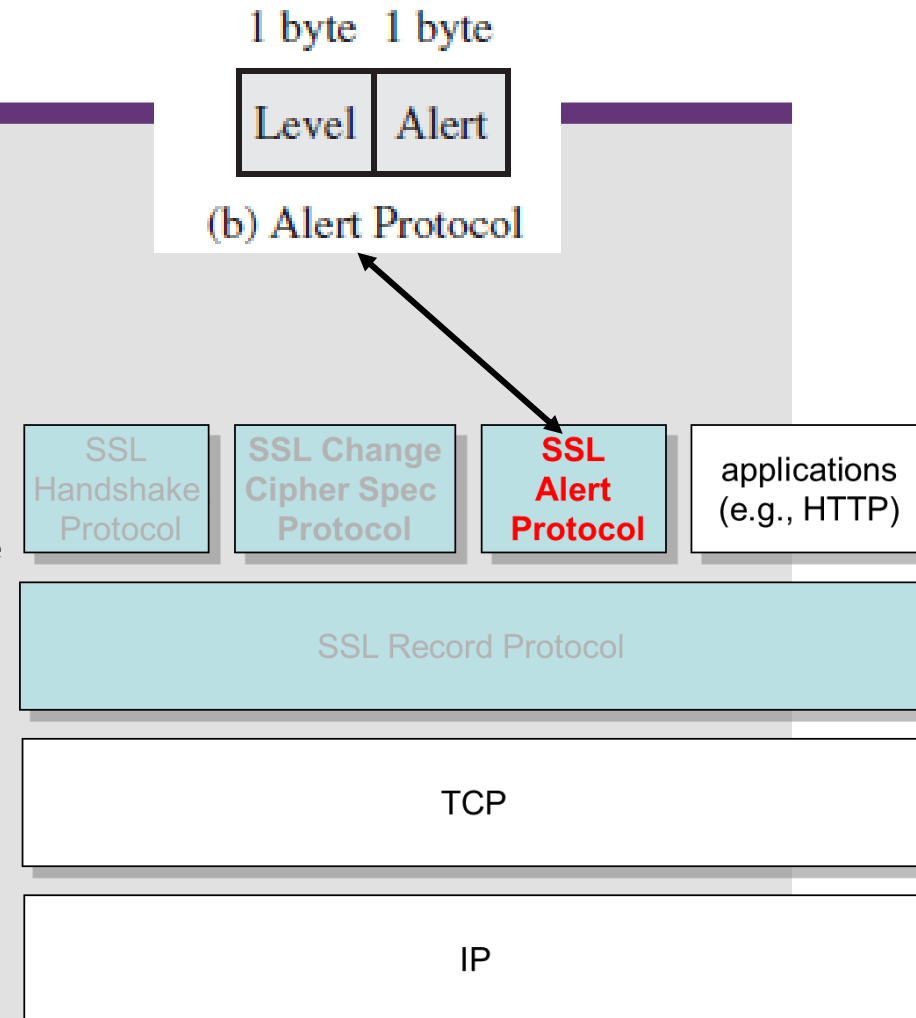 1 byte 1 byte
Level Alert
(b) Alert Protocol
SSL
Handshake
Protocol
SSL Change
Cipher Spec
Protocol
SSL
Alert
Protocol
applications
(e.g., HTTP)
SSL Record Protocol
TCP
IP